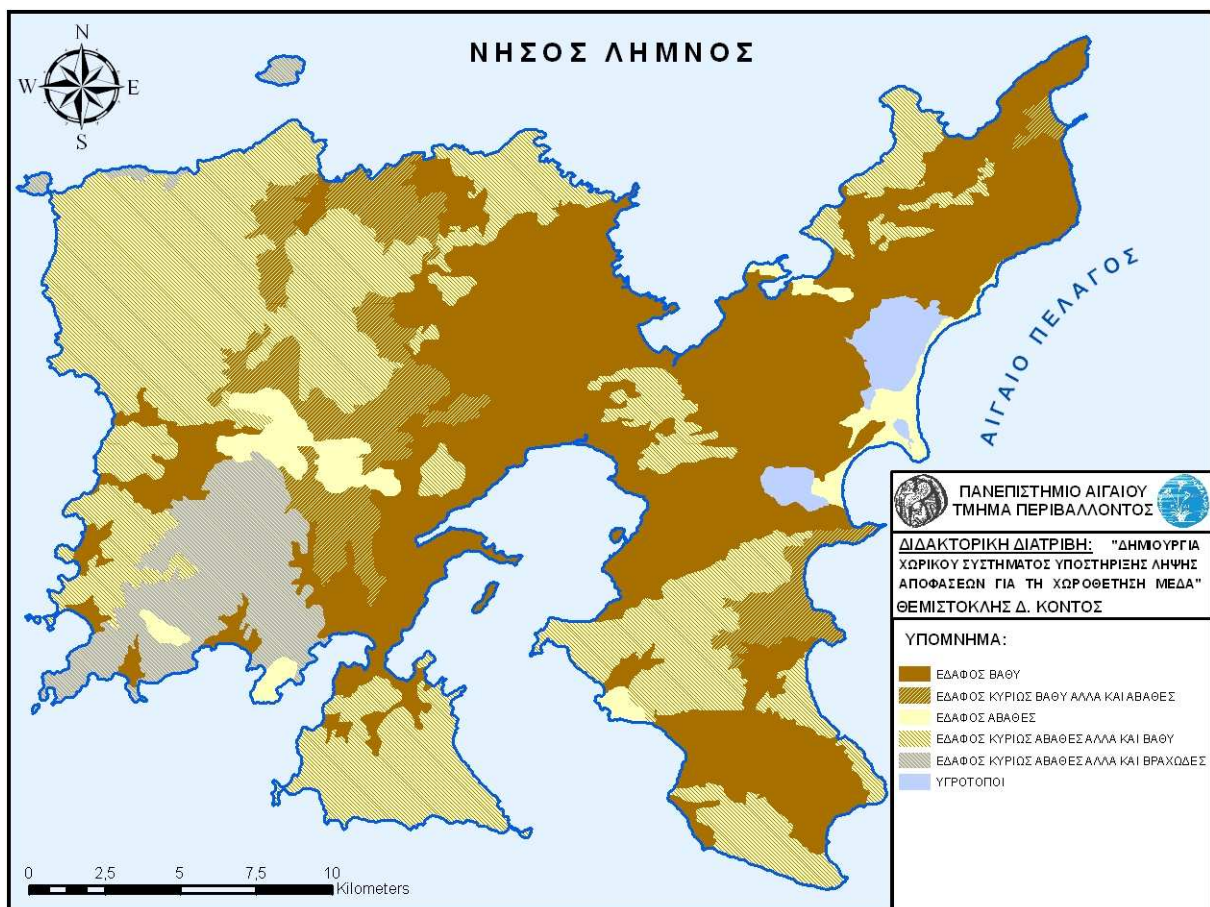 ΝΗΣΟΣ ΛΗΜΝΟΣ
N
W E
S
ΑΙΓΑΙΟ ΠΕΛΑΓΟΣ
ΠΑΝΕΠΙΣΤΗΜΙΟ ΑΙΓΑΙΟΥ
ΤΜΗΜΑ ΠΕΡΙΒΑΛΛΟΝΤΟΣ
ΔΙΔΑΚΤΟΡΙΚΗ ΔΙΑΤΡΙΒΗ: "ΔΗΜΙΟΥΡΓΙΑ
ΧΩΡΙΚΟΥ ΣΥΣΤΗΜΑΤΟΣ ΥΠΟΣΤΗΡΙΞΗΣ ΛΗΨΗΣ
ΑΠΟΦΑΣΕΩΝ ΓΙΑ ΤΗ ΧΩΡΟΘΕΤΗΣΗ ΜΕΔΑ"
ΘΕΜΙΣΤΟΚΛΗΣ Δ. ΚΟΝΤΟΣ
ΥΠΟΜΝΗΜΑ:
ΕΔΑΦΟΣ ΒΑΘΥ
ΕΔΑΦΟΣ ΚΥΡΙΩΣ ΒΑΘΥ ΑΛΛΑ ΚΑΙ ΑΒΑΘΕΣ
ΕΔΑΦΟΣ ΑΒΑΘΕΣ
ΕΔΑΦΟΣ ΚΥΡΙΩΣ ΑΒΑΘΕΣ ΑΛΛΑ ΚΑΙ ΒΑΘΥ
ΕΔΑΦΟΣ ΚΥΡΙΩΣ ΑΒΑΘΕΣ ΑΛΛΑ ΚΑΙ ΒΡΑΧΩΔΕΣ
ΥΓΡΟΤΟΠΟΙ
0 2,5 5 7,5 10
Kilometers